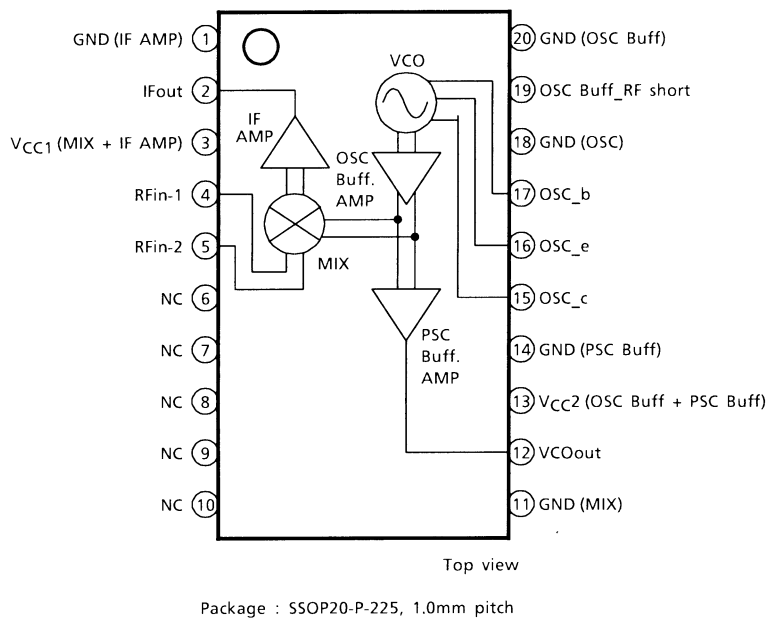 GND (IF AMP) 1
IFout 2
VCC1 (MIX + IF AMP) 3
RFin-1 4
RFin-2 5
NC 6
NC 7
NC 8
NC 9
NC 10
VCO
IF
AMP
OSC
Buff.
AMP
MIX
PSC
Buff.
AMP
20 GND (OSC Buff)
19 OSC Buff_RF short
18 GND (OSC)
17 OSC_b
16 OSC_e
15 OSC_c
14 GND (PSC Buff)
13 VCC2 (OSC Buff + PSC Buff)
12 VCOout
11 GND (MIX)
Top view
Package : SSOP20-P-225, 1.0mm pitch